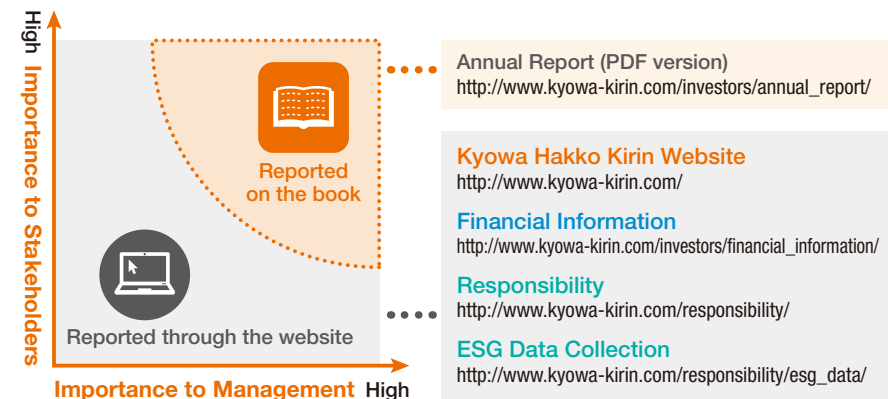 High
Importance to Stakeholders
Reported
on the book
Reported through the website
Importance to Management High
Annual Report (PDF version)
http://www.kyowa-kirin.com/investors/annual_report/
Kyowa Hakko Kirin Website
http://www.kyowa-kirin.com/
Financial Information
http://www.kyowa-kirin.com/investors/financial_information/
Responsibility
http://www.kyowa-kirin.com/responsibility/
ESG Data Collection
http://www.kyowa-kirin.com/responsibility/esg_data/